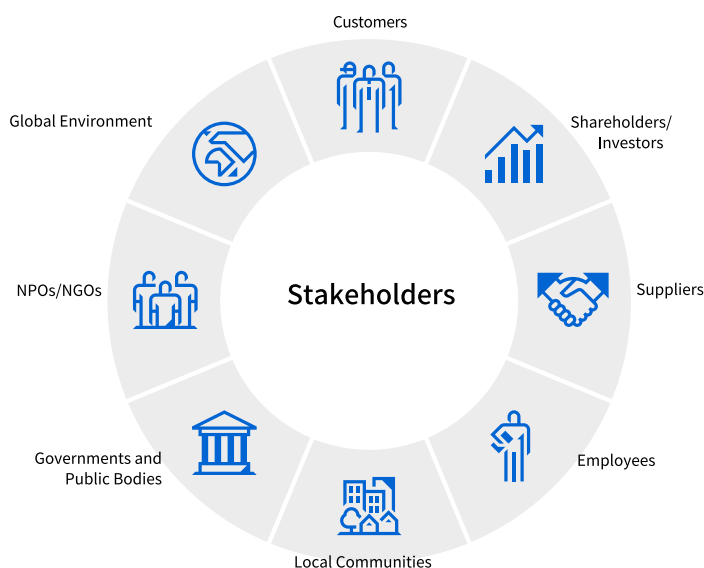 Customers
Shareholders/
Investors
Suppliers
Employees
Local Communities
Governments and
Public Bodies
NPOs/NGOs
Global Environment
Stakeholders